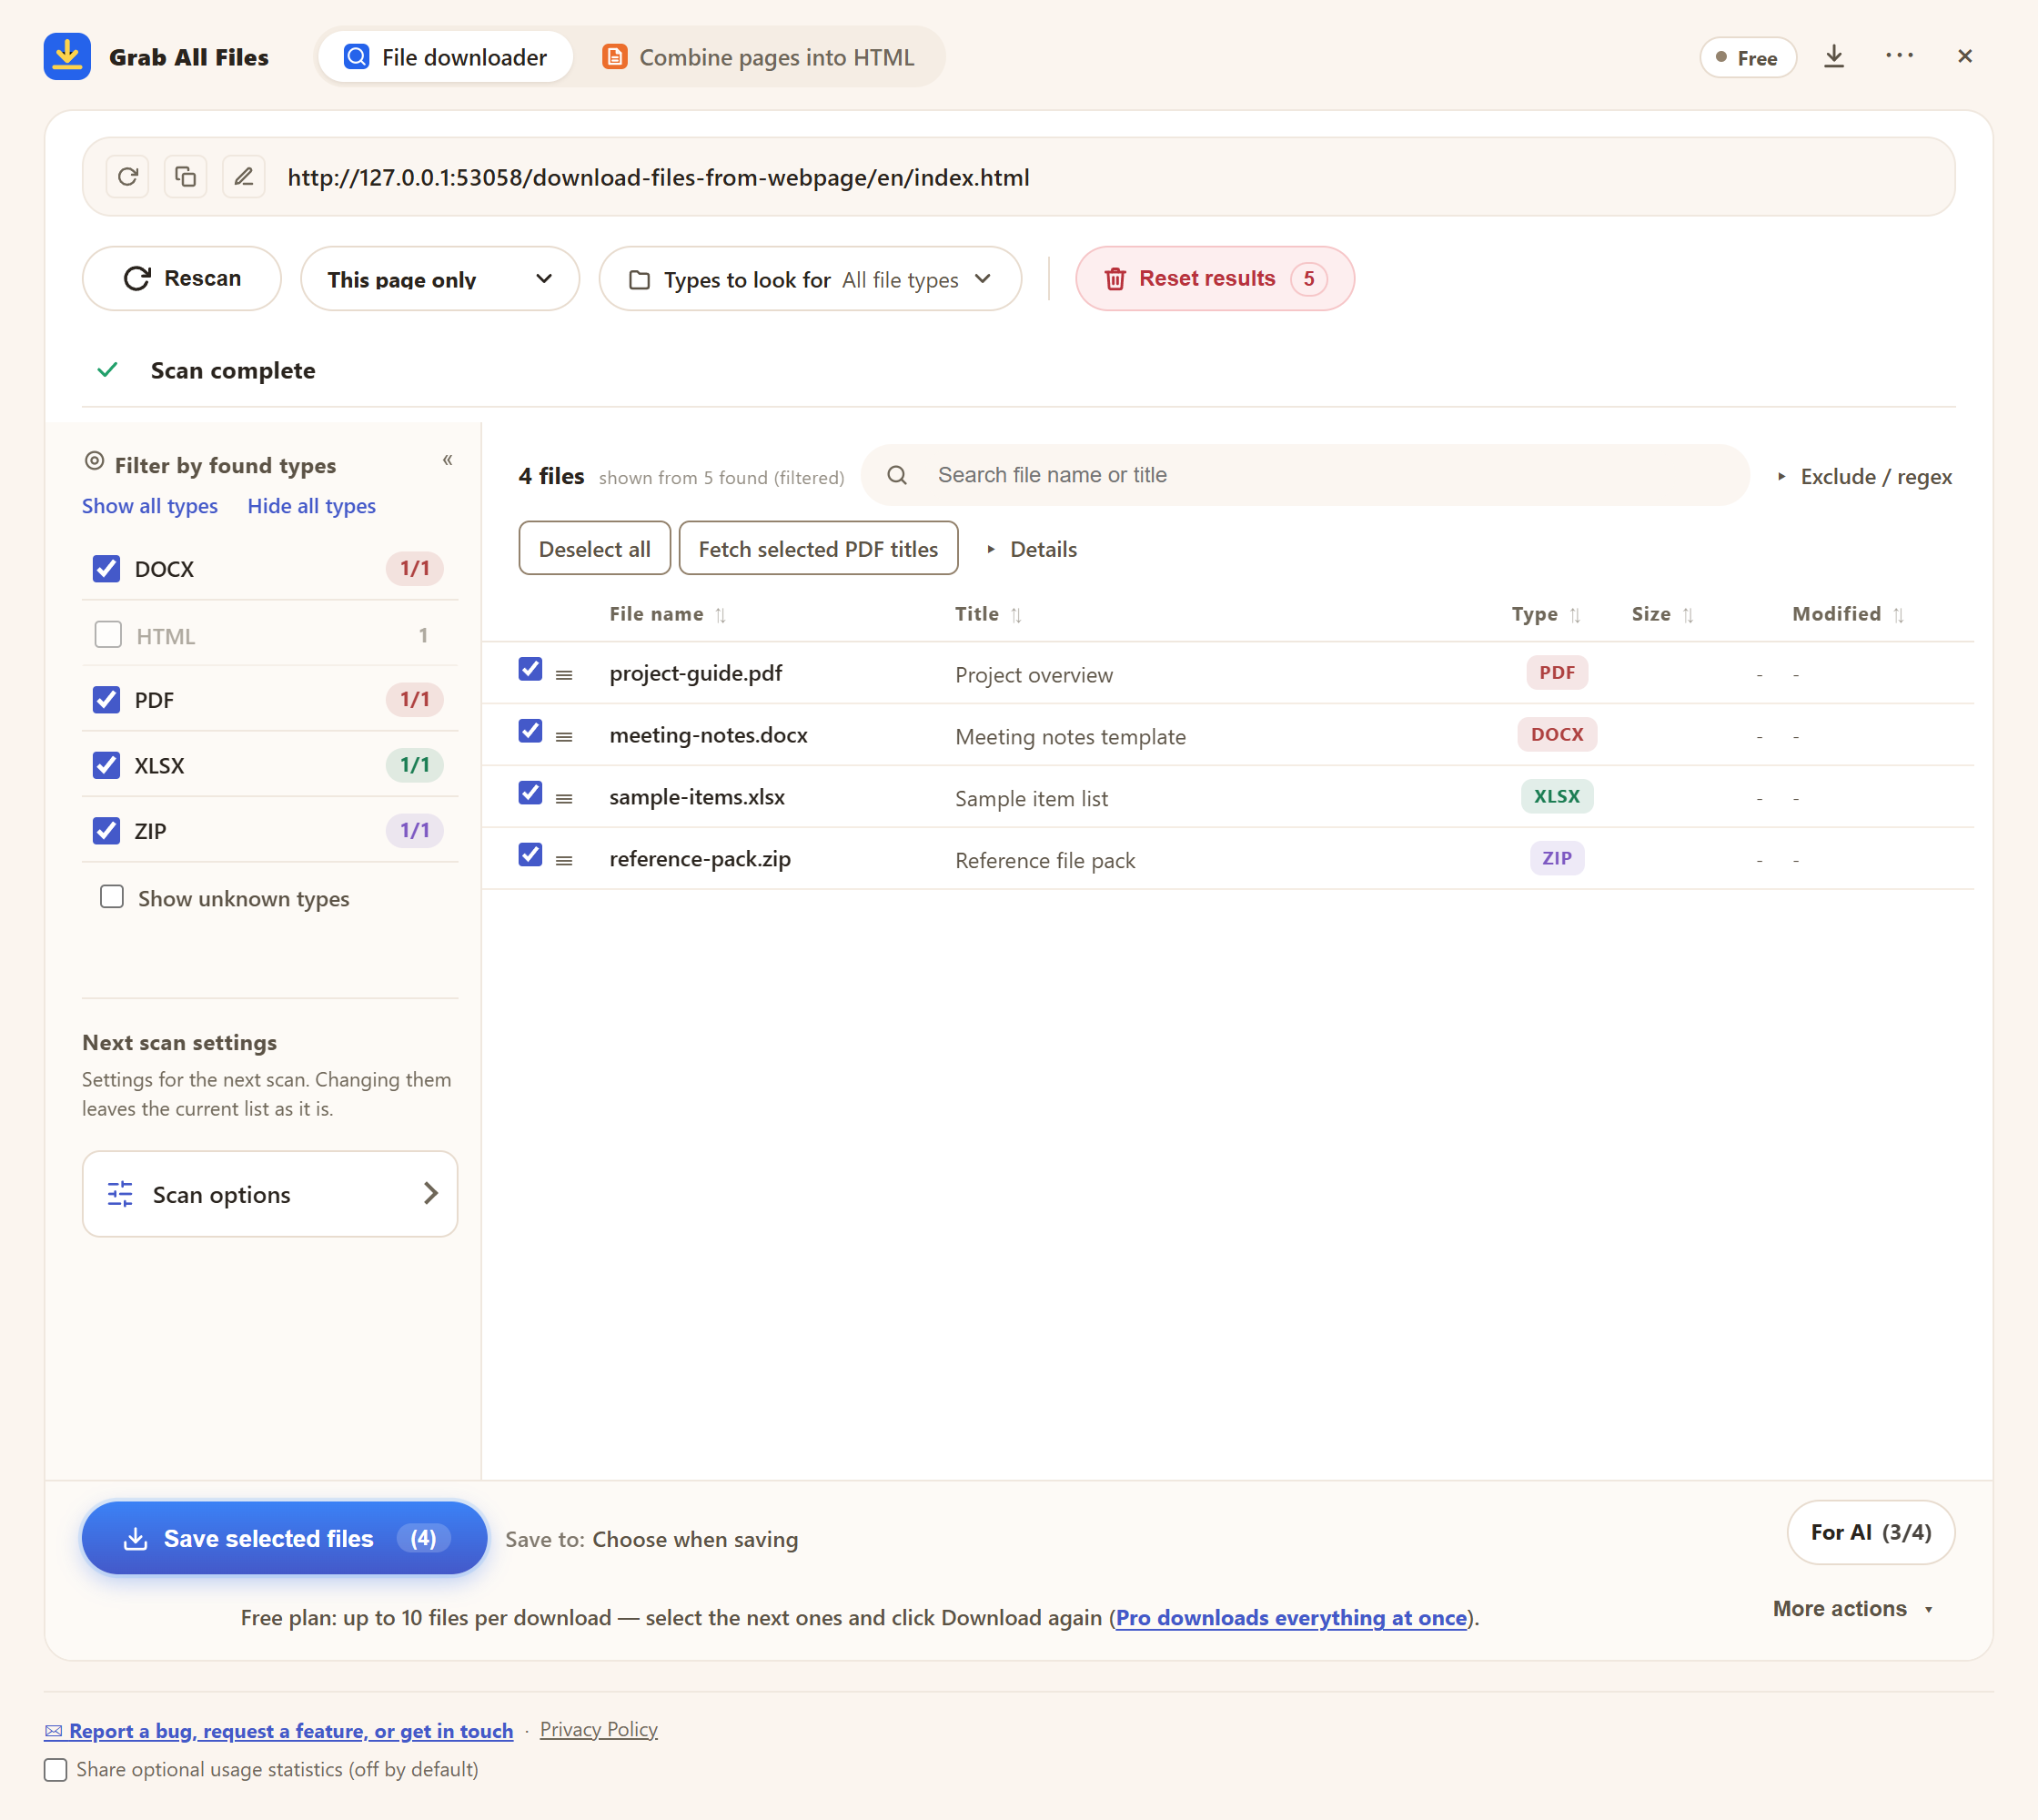 Grab All Files
File downloader
Combine pages into HTML
Free
http://127.0.0.1:53058/download-files-from-webpage/en/index.html
Rescan
This page only
Types to look for All file types
Reset results 5
Scan complete
Filter by found types
«
Show all types Hide all types
DOCX 1/1
HTML 1
PDF 1/1
XLSX 1/1
ZIP 1/1
Show unknown types
Next scan settings
Settings for the next scan. Changing them
leaves the current list as it is.
Scan options
4 files shown from 5 found (filtered)
Search file name or title
Exclude / regex
Deselect all
Fetch selected PDF titles
Details
File name Title Type Size Modified
project-guide.pdf Project overview PDF - -
meeting-notes.docx Meeting notes template DOCX - -
sample-items.xlsx Sample item list XLSX - -
reference-pack.zip Reference file pack ZIP - -
Save selected files (4)
Save to: Choose when saving
For AI (3/4)
Free plan: up to 10 files per download — select the next ones and click Download again (Pro downloads everything at once).
More actions
Report a bug, request a feature, or get in touch · Privacy Policy
Share optional usage statistics (off by default)